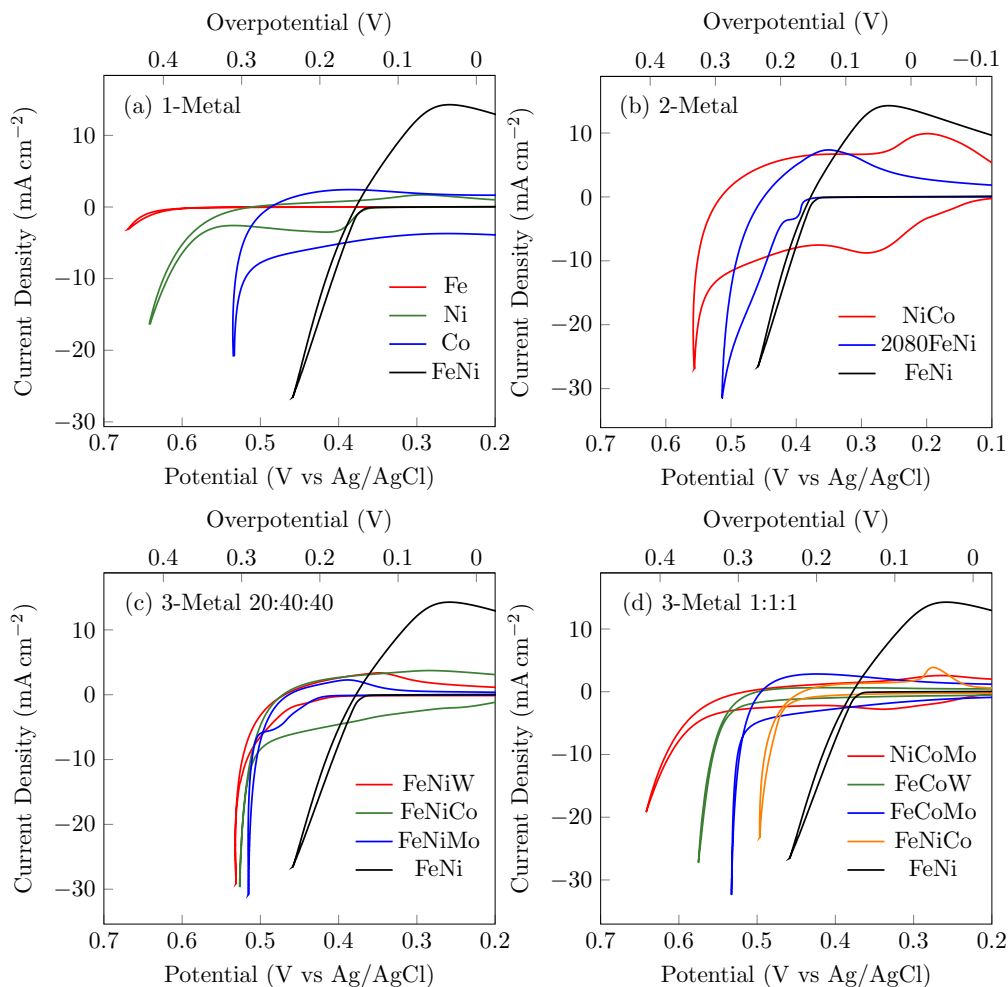 Overpotential (V)
0.4 0.3 0.2 0.1 0
(a) 1-Metal
10
0
−10
−20
−30
Current Density (mA cm⁻²)
Fe
Ni
Co
FeNi
0.7 0.6 0.5 0.4 0.3 0.2
Potential (V vs Ag/AgCl)
Overpotential (V)
0.4 0.3 0.2 0.1 0 -0.1
(b) 2-Metal
10
0
−10
−20
−30
Current Density (mA cm⁻²)
NiCo
2080FeNi
FeNi
0.7 0.6 0.5 0.4 0.3 0.2 0.1
Potential (V vs Ag/AgCl)
Overpotential (V)
0.4 0.3 0.2 0.1 0
(c) 3-Metal 20:40:40
10
0
−10
−20
−30
Current Density (mA cm⁻²)
FeNiW
FeNiCo
FeNiMo
FeNi
0.7 0.6 0.5 0.4 0.3 0.2
Potential (V vs Ag/AgCl)
Overpotential (V)
0.4 0.3 0.2 0.1 0
(d) 3-Metal 1:1:1
10
0
−10
−20
−30
Current Density (mA cm⁻²)
NiCoMo
FeCoW
FeCoMo
FeNiCo
FeNi
0.7 0.6 0.5 0.4 0.3 0.2
Potential (V vs Ag/AgCl)